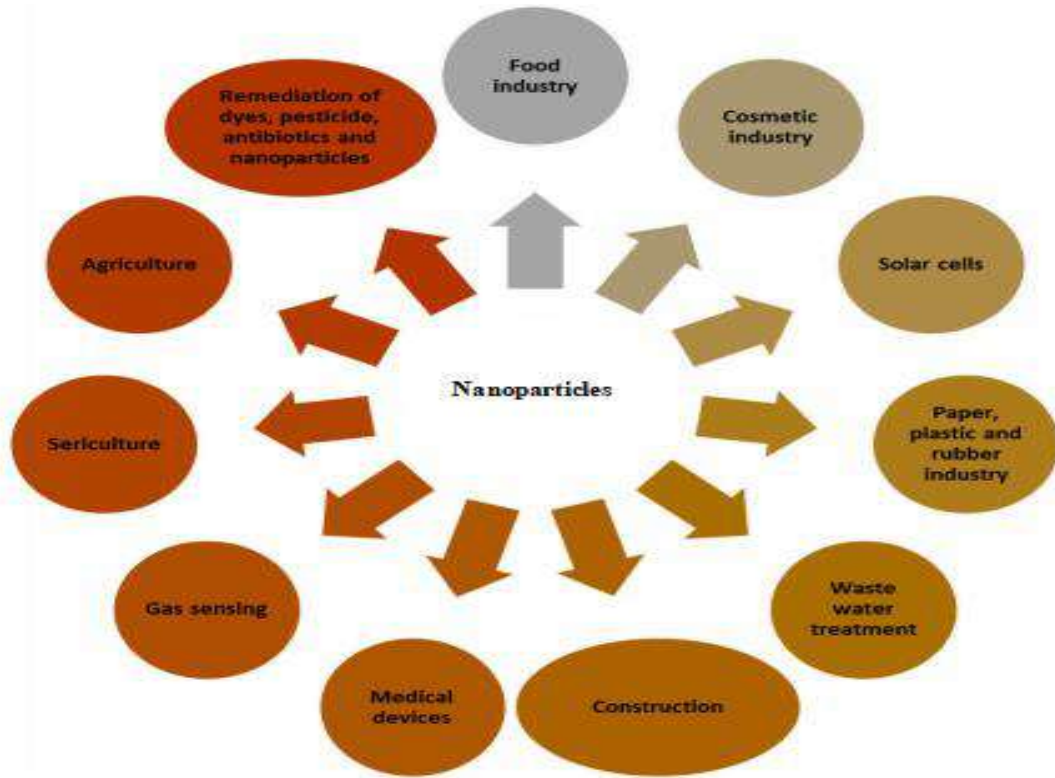 Food
industry
Cosmetic
industry
Solar cells
Paper,
plastic and
rubber
industry
Waste
water
treatment
Construction
Medical
devices
Gas sensing
Sericulture
Agriculture
Remediation of
dyes, pesticide,
antibiotics and
nanoparticles
Nanoparticles